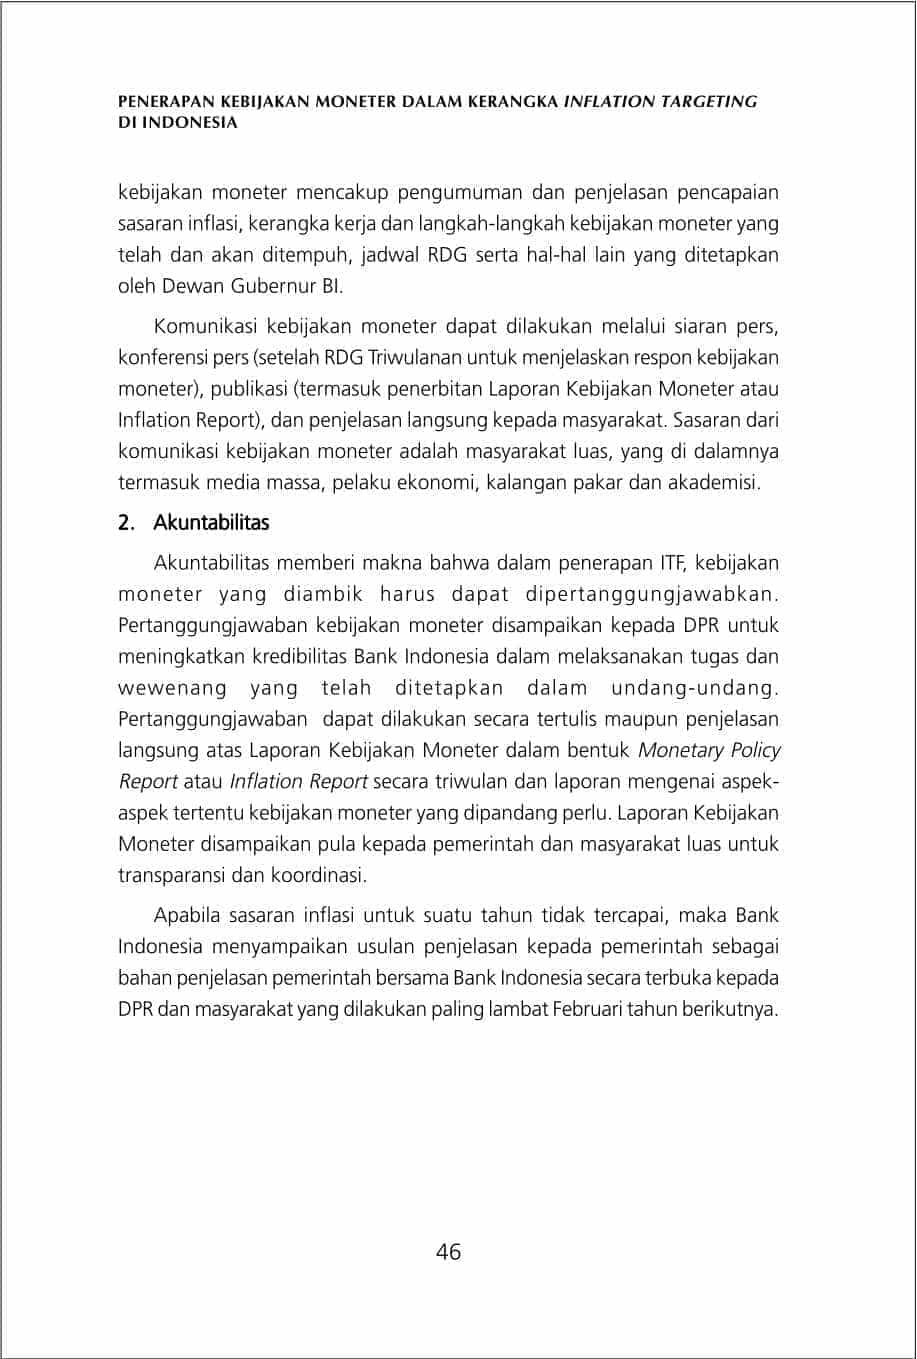 PENERAPAN KEBIJAKAN MONETER DALAM KERANGKA INFLATION TARGETING
DI INDONESIA
kebijakan moneter mencakup pengumuman dan penjelasan pencapaian
sasaran inflasi, kerangka kerja dan langkah-langkah kebijakan moneter yang
telah dan akan ditempuh, jadwal RDG serta hal-hal lain yang ditetapkan
oleh Dewan Gubernur BI.
Komunikasi kebijakan moneter dapat dilakukan melalui siaran pers,
konferensi pers (setelah RDG Triwulanan untuk menjelaskan respon kebijakan
moneter), publikasi (termasuk penerbitan Laporan Kebijakan Moneter atau
Inflation Report), dan penjelasan langsung kepada masyarakat. Sasaran dari
komunikasi kebijakan moneter adalah masyarakat luas, yang di dalamnya
termasuk media massa, pelaku ekonomi, kalangan pakar dan akademisi.
2. Akuntabilitas
Akuntabilitas memberi makna bahwa dalam penerapan ITF, kebijakan
moneter yang diambik harus dapat dipertanggungjawabkan.
Pertanggungjawaban kebijakan moneter disampaikan kepada DPR untuk
meningkatkan kredibilitas Bank Indonesia dalam melaksanakan tugas dan
wewenang yang telah ditetapkan dalam undang-undang.
Pertanggungjawaban dapat dilakukan secara tertulis maupun penjelasan
langsung atas Laporan Kebijakan Moneter dalam bentuk Monetary Policy
Report atau Inflation Report secara triwulan dan laporan mengenai aspek-
aspek tertentu kebijakan moneter yang dipandang perlu. Laporan Kebijakan
Moneter disampaikan pula kepada pemerintah dan masyarakat luas untuk
transparansi dan koordinasi.
Apabila sasaran inflasi untuk suatu tahun tidak tercapai, maka Bank
Indonesia menyampaikan usulan penjelasan kepada pemerintah sebagai
bahan penjelasan pemerintah bersama Bank Indonesia secara terbuka kepada
DPR dan masyarakat yang dilakukan paling lambat Februari tahun berikutnya.
46